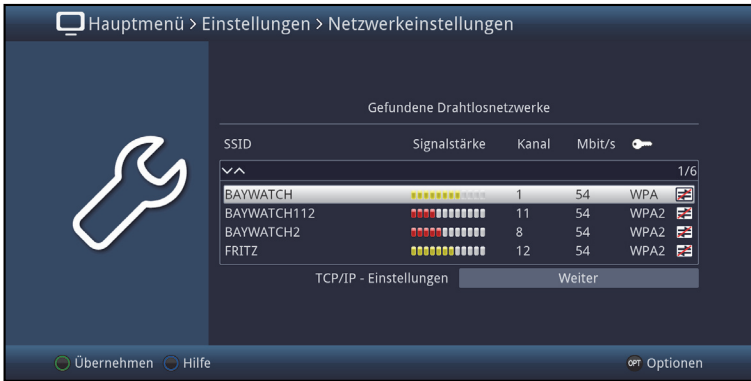 Hauptmenü > Einstellungen > Netzwerkeinstellungen
Gefundene Drahtlosnetzwerke
SSID Signalstärke Kanal Mbit/s
1/6
BAYWATCH 1 54 WPA
BAYWATCH112 11 54 WPA2
BAYWATCH2 8 54 WPA2
FRITZ 12 54 WPA2
TCP/IP - Einstellungen Weiter
Übernehmen Hilfe OPT Optionen